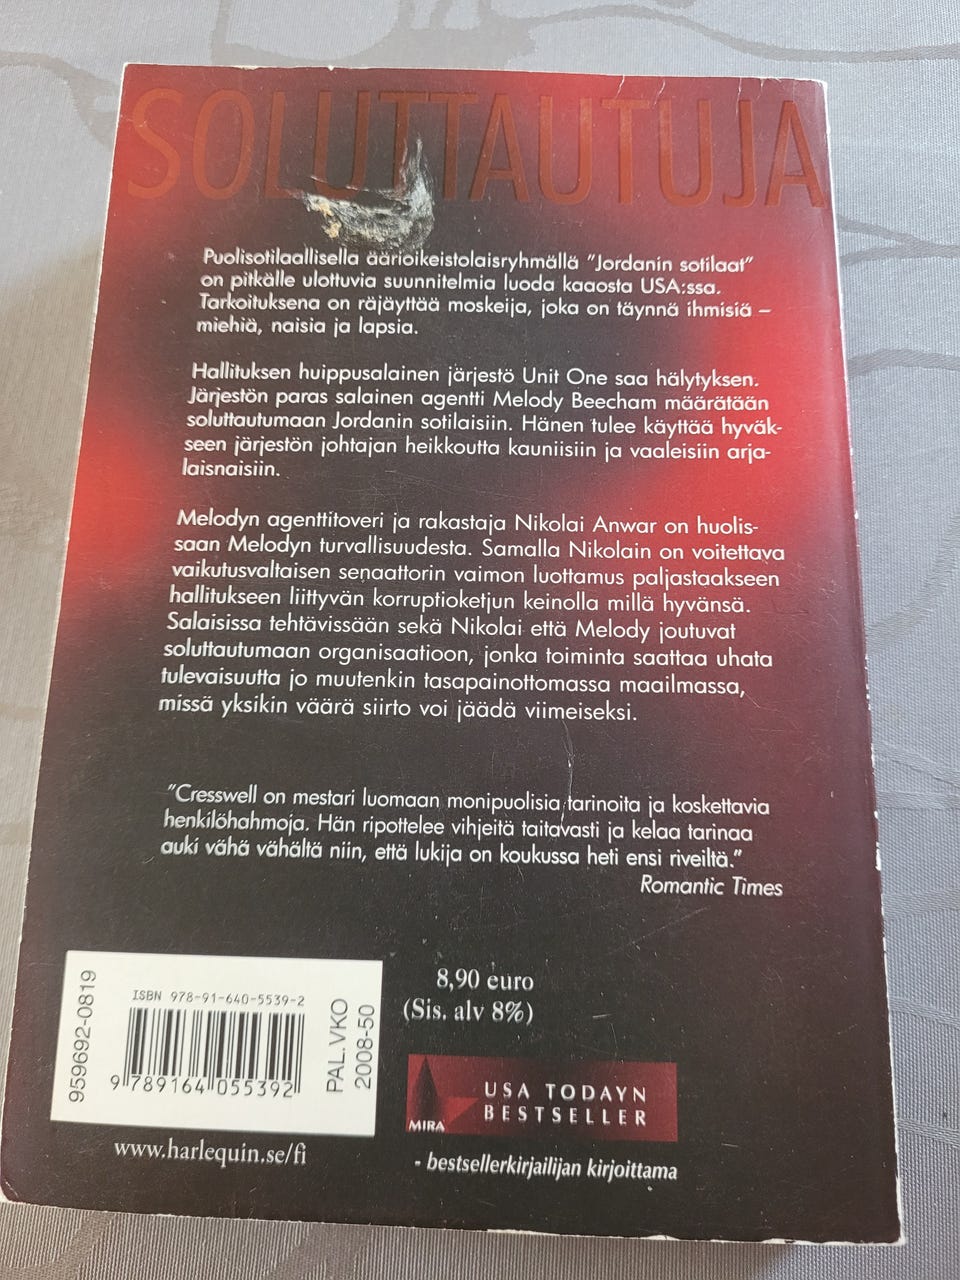 SOLUTTAUTUJA
Puolisotilaallisella äärioikeistolaisryhmällä ”Jordanin sotilaat”
on pitkälle ulottuvia suunnitelmia luoda kaaosta USA:ssa.
Tarkoituksena on räjäyttää moskeija, joka on täynnä ihmisiä –
miehiä, naisia ja lapsia.
Hallituksen huippusalainen järjestö Unit One saa hälytyksen.
Järjestön paras salainen agentti Melody Beecham määrätään
soluttautumaan Jordanin sotilaisiin. Hänen tulee käyttää hyväk-
seen järjestön johtajan heikkoutta kauniisiin ja vaaleisiin arja-
laisnaisiin.
Melodyn agenttitoveri ja rakastaja Nikolai Anwar on huolis-
saan Melodyn turvallisuudesta. Samalla Nikolain on voitettava
vaikutusvaltaisen senaattorin vaimon luottamus paljastaakseen
hallitukseen liittyvän korruptioketjun keinolla millä hyvänsä.
Salaisissa tehtävissään sekä Nikolai että Melody joutuvat
soluttautumaan organisaatioon, jonka toiminta saattaa uhata
tulevaisuutta jo muutenkin tasapainottomassa maailmassa,
missä yksikin väärä siirto voi jäädä viimeiseksi.
”Cresswell on mestari luomaan monipuolisia tarinoita ja koskettavia
henkilöhahmoja. Hän ripottelee vihjeitä taitavasti ja kelaa tarinaa
auki vähä vähältä niin, että lukija on koukussa heti ensi riveiltä.”
Romantic Times
959692-0819
ISBN 978-91-640-5539-2
9 789164 055392
PAL.VKO
2008-50
8,90 euro
(Sis. alv 8%)
MIRA
USA TODAYN
BESTSELLER
www.harlequin.se/fi
- bestsellerkirjailijan kirjoittama